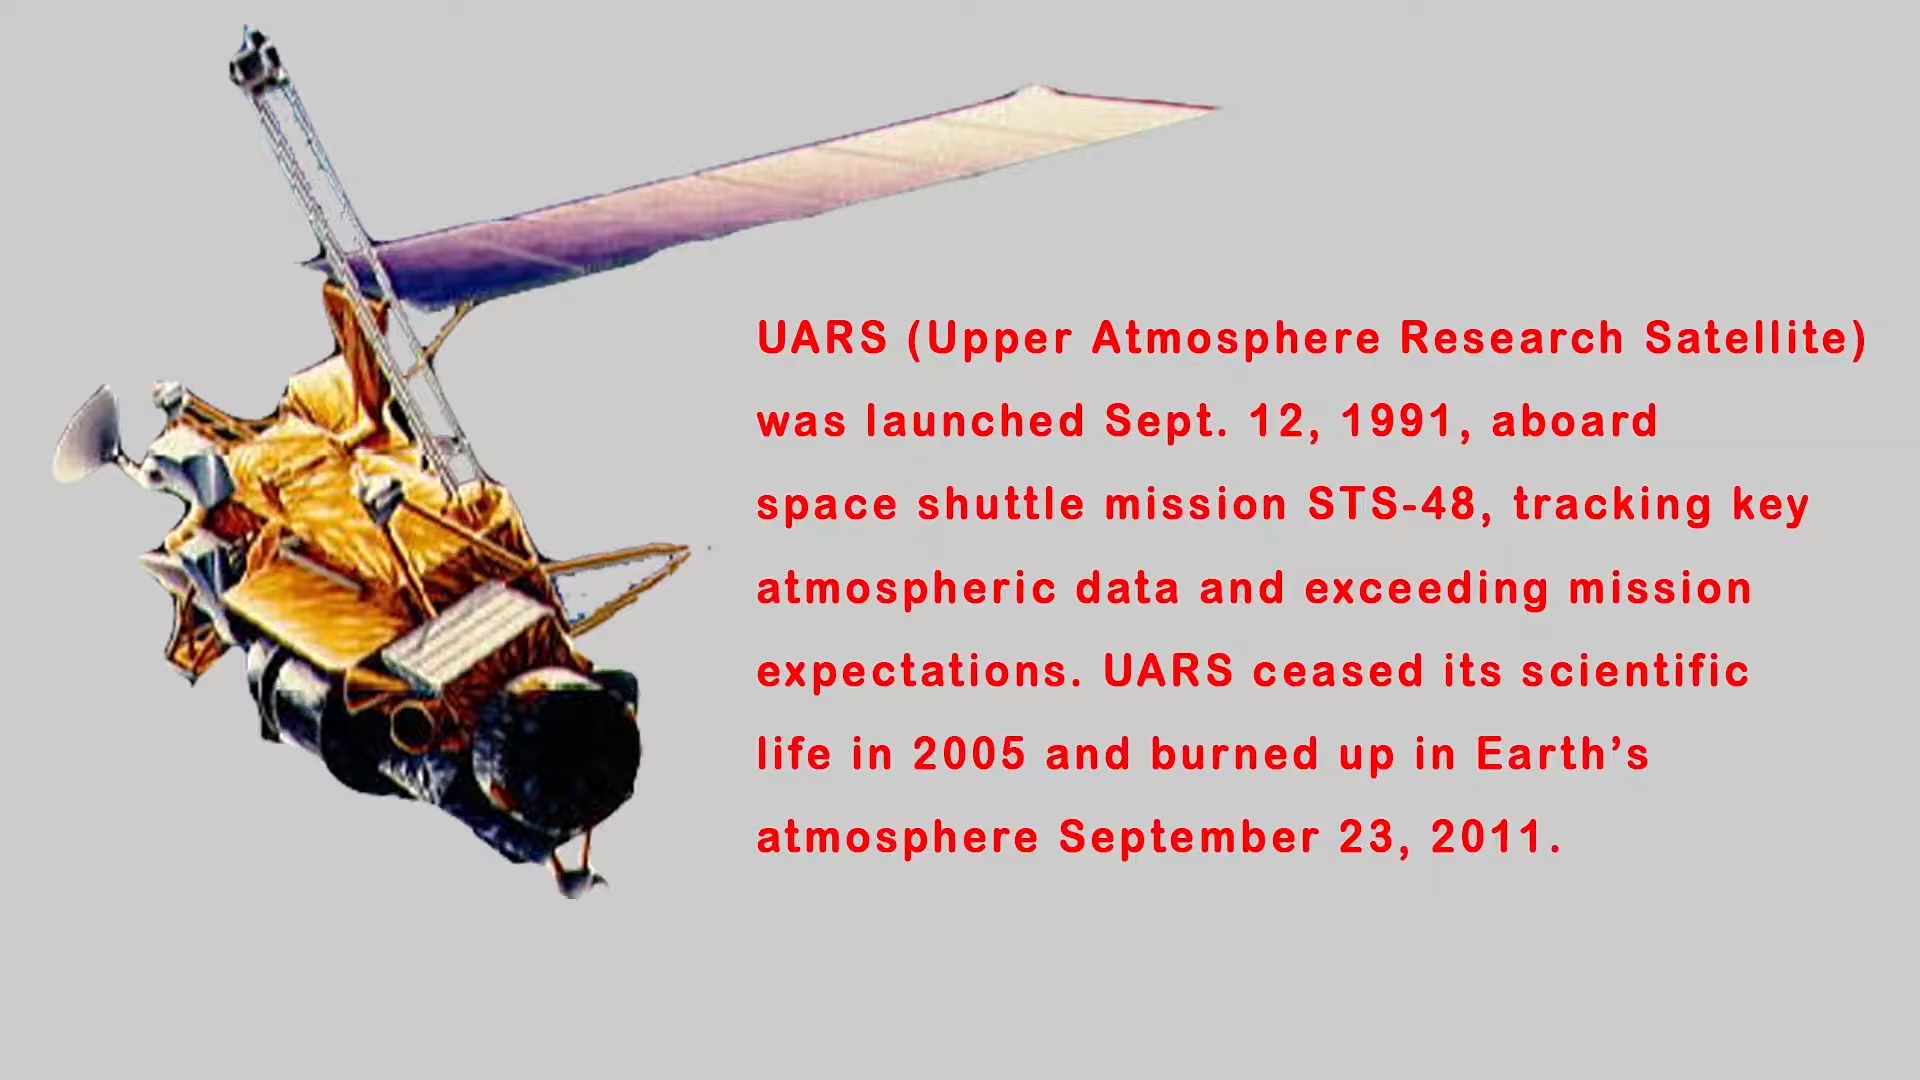 UARS (Upper Atmosphere Research Satellite)
was launched Sept. 12, 1991, aboard
space shuttle mission STS-48, tracking key
atmospheric data and exceeding mission
expectations. UARS ceased its scientific
life in 2005 and burned up in Earth’s
atmosphere September 23, 2011.